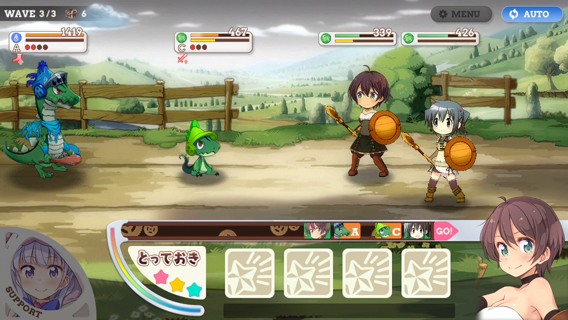 WAVE 3/3 6
MENU
AUTO
1419
467
339
426
A
C
A
C
GO!
とっておき
SUPPORT